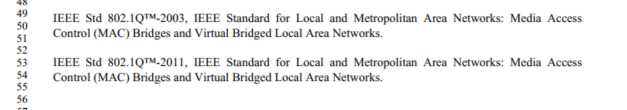 48
49 IEEE Std 802.1Q™-2003, IEEE Standard for Local and Metropolitan Area Networks: Media Access
50 Control (MAC) Bridges and Virtual Bridged Local Area Networks.
51
52
53 IEEE Std 802.1Q™-2011, IEEE Standard for Local and Metropolitan Area Networks: Media Access
54 Control (MAC) Bridges and Virtual Bridged Local Area Networks.
55
56